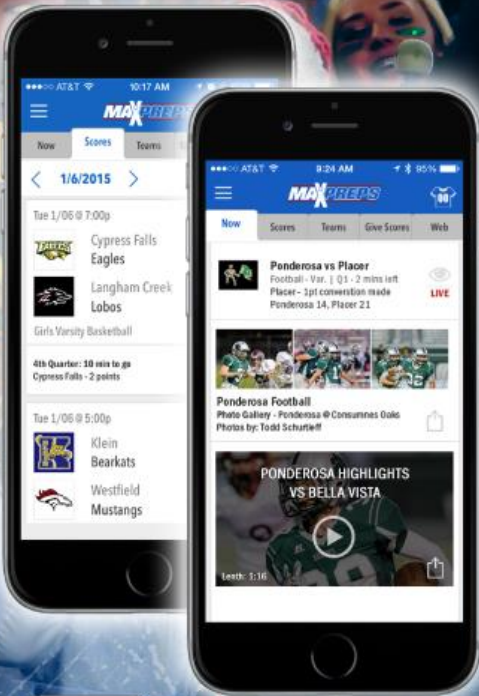 AT&T 10:17 AM
MAXPREPS
Now Scores Teams
1/6/2015
Tue 1/06 @ 7:00p
Cypress Falls
Eagles
Langham Creek
Lobos
Girls Varsity Basketball
4th Quarter: 10 min to go
Cypress Falls - 2 points
Tue 1/06 @ 5:00p
Klein
Bearkats
Westfield
Mustangs
AT&T 9:24 AM 95%
MAXPREPS
00
Now Scores Teams Give Scores Web
Ponderosa vs Placer
Football - Var. | Q1 - 2 mins left
Placer - 1pt conversion made
Ponderosa 14, Placer 21
LIVE
Ponderosa Football
Photo Gallery - Ponderosa @ Consumnes Oaks
Photos by: Todd Schurtleff
PONDEROSA HIGHLIGHTS
VS BELLA VISTA
Lenth: 1:16